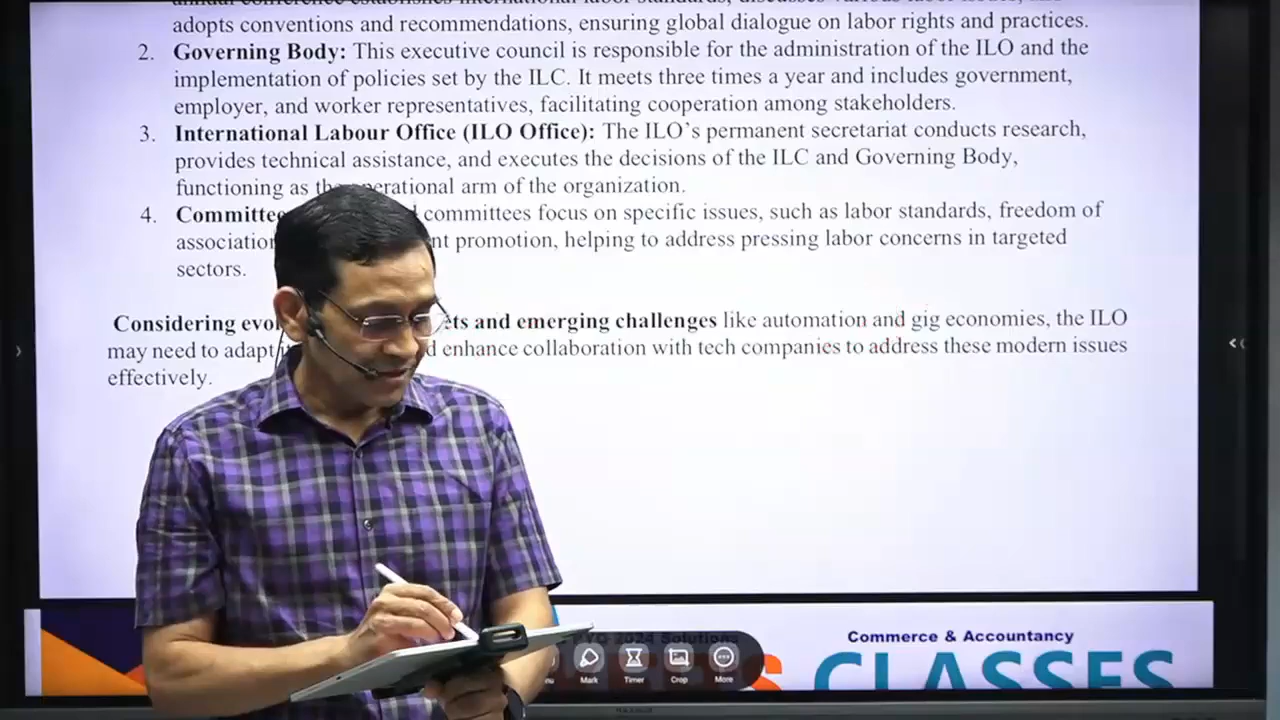 adopts conventions and recommendations, ensuring global dialogue on labor rights and practices.
2. Governing Body: This executive council is responsible for the administration of the ILO and the
implementation of policies set by the ILC. It meets three times a year and includes government,
employer, and worker representatives, facilitating cooperation among stakeholders.
3. International Labour Office (ILO Office): The ILO's permanent secretariat conducts research,
provides technical assistance, and executes the decisions of the ILC and Governing Body,
functioning as the operational arm of the organization.
4. committees focus on specific issues, such as labor standards, freedom of
promotion, helping to address pressing labor concerns in targeted
sectors.
Considering and emerging challenges like automation and gig economies, the ILO
may need to adapt enhance collaboration with tech companies to address these modern issues
effectively.
PYQ 2024 Solutions
Commerce & Accountancy
CLASSES
Mark Timer Crop More